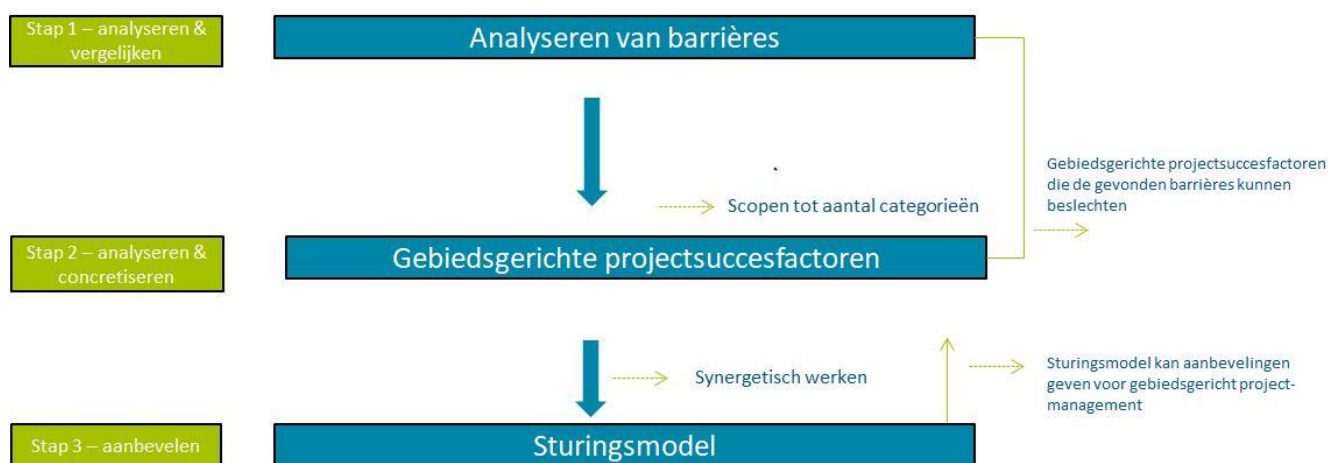 Stap 1 – analyseren &
vergelijken
Analyseren van barrières
Gebiedsgerichte projectsuccesfactoren
die de gevonden barrières kunnen
beslechten
Scopen tot aantal categorieën
Stap 2 – analyseren &
concretiseren
Gebiedsgerichte projectsuccesfactoren
Synergetisch werken
Sturingsmodel kan aanbevelingen
geven voor gebiedsgericht project-
management
Stap 3 – aanbevelen
Sturingsmodel